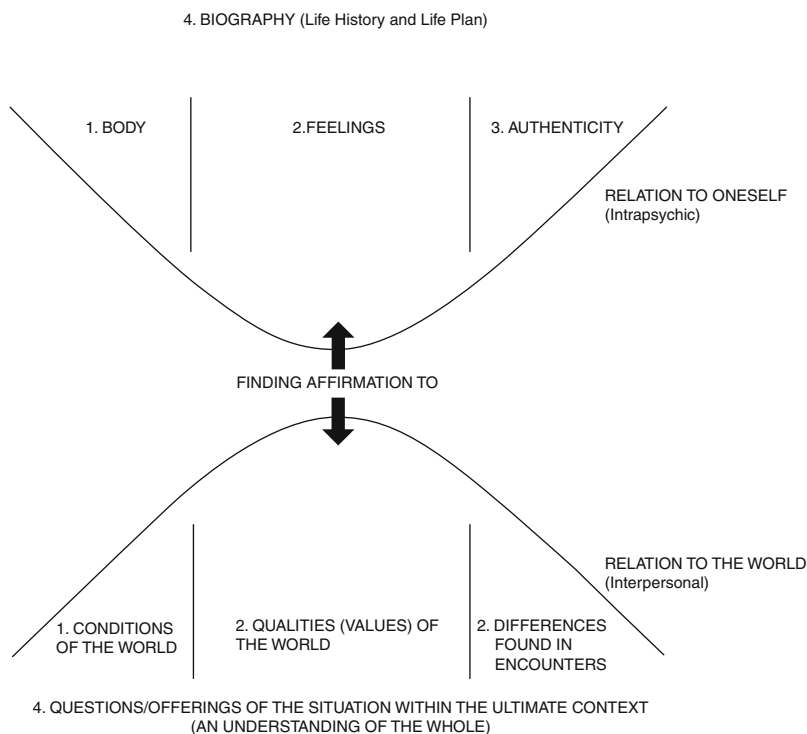 4. BIOGRAPHY (Life History and Life Plan)
1. BODY
2.FEELINGS
3. AUTHENTICITY
RELATION TO ONESELF
(Intrapsychic)
FINDING AFFIRMATION TO
RELATION TO THE WORLD
(Interpersonal)
1. CONDITIONS
OF THE WORLD
2. QUALITIES (VALUES) OF
THE WORLD
2. DIFFERENCES
FOUND IN
ENCOUNTERS
4. QUESTIONS/OFFERINGS OF THE SITUATION WITHIN THE ULTIMATE CONTEXT
(AN UNDERSTANDING OF THE WHOLE)